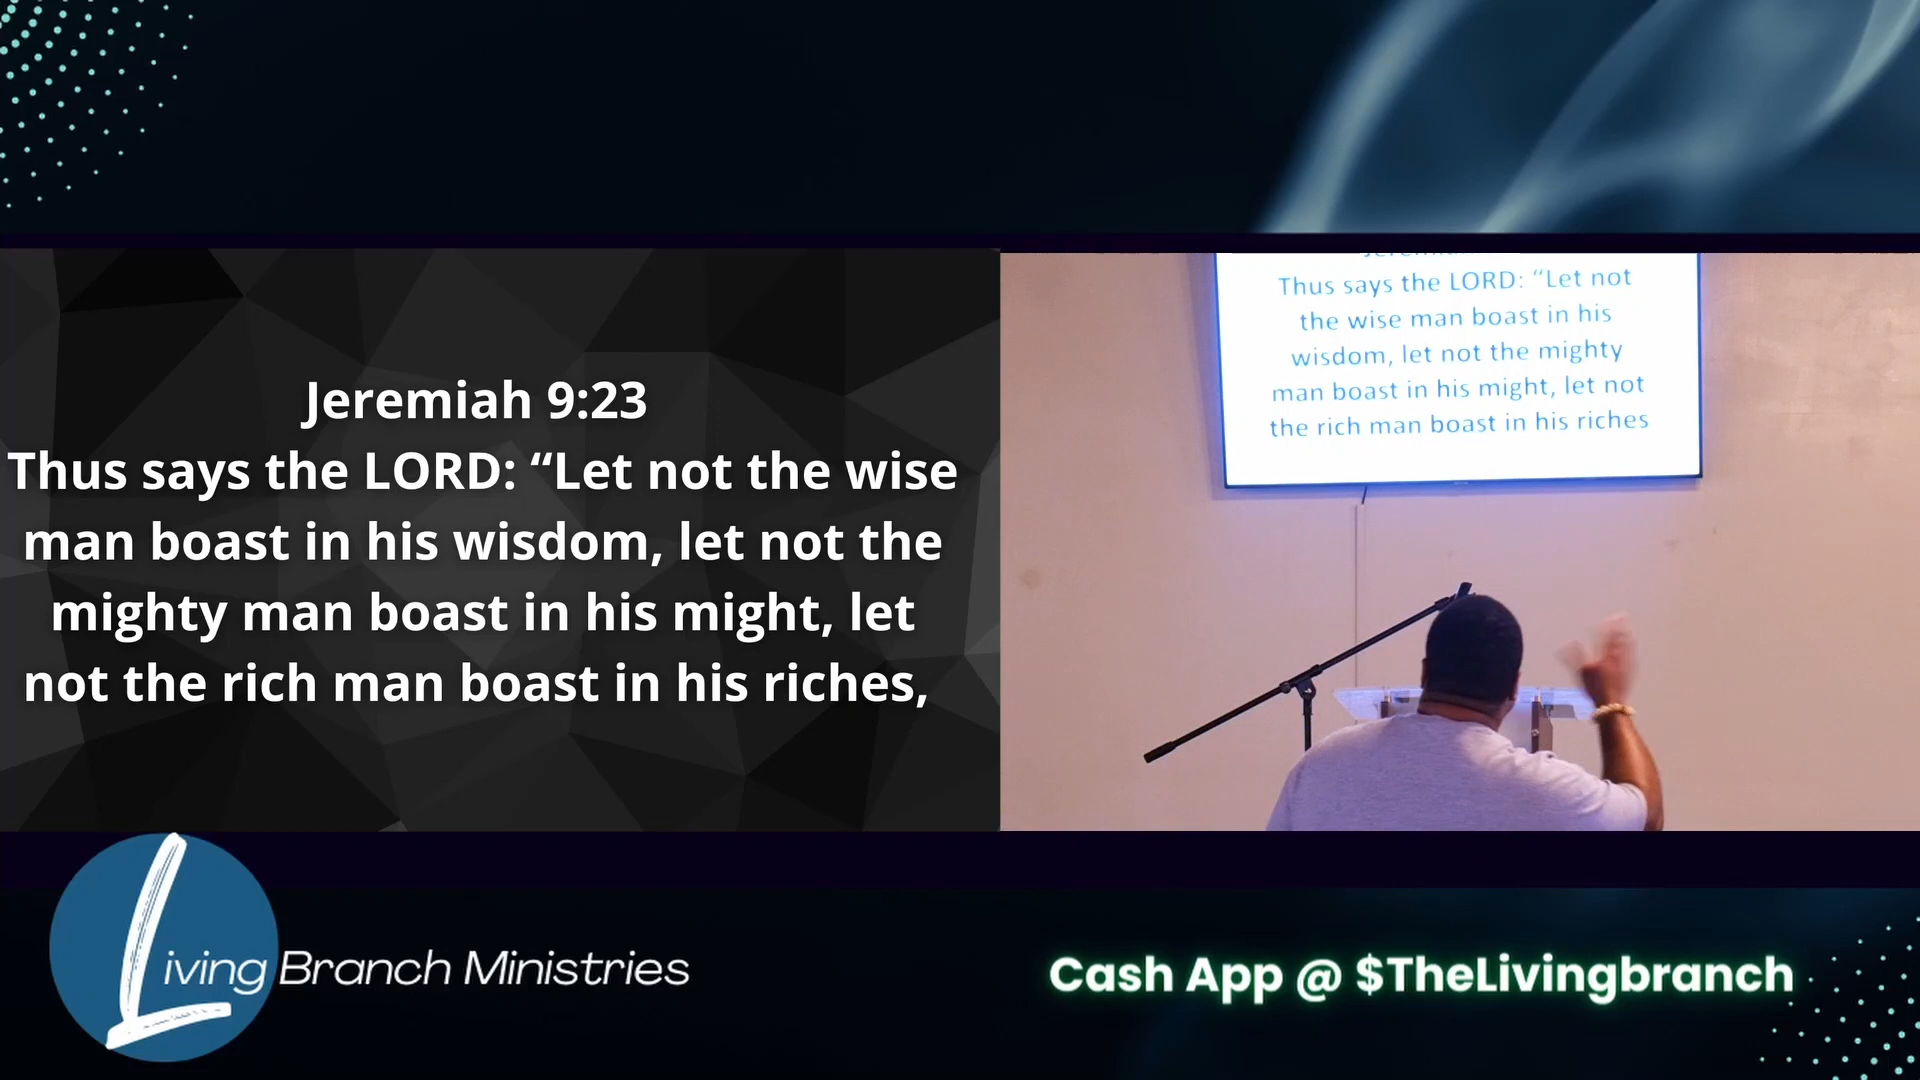 Jeremiah 9:23
Thus says the LORD: “Let not the wise
man boast in his wisdom, let not the
mighty man boast in his might, let
not the rich man boast in his riches,
Thus says the LORD: “Let not
the wise man boast in his
wisdom, let not the mighty
man boast in his might, let not
the rich man boast in his riches
Living Branch Ministries
Cash App @ $TheLivingbranch